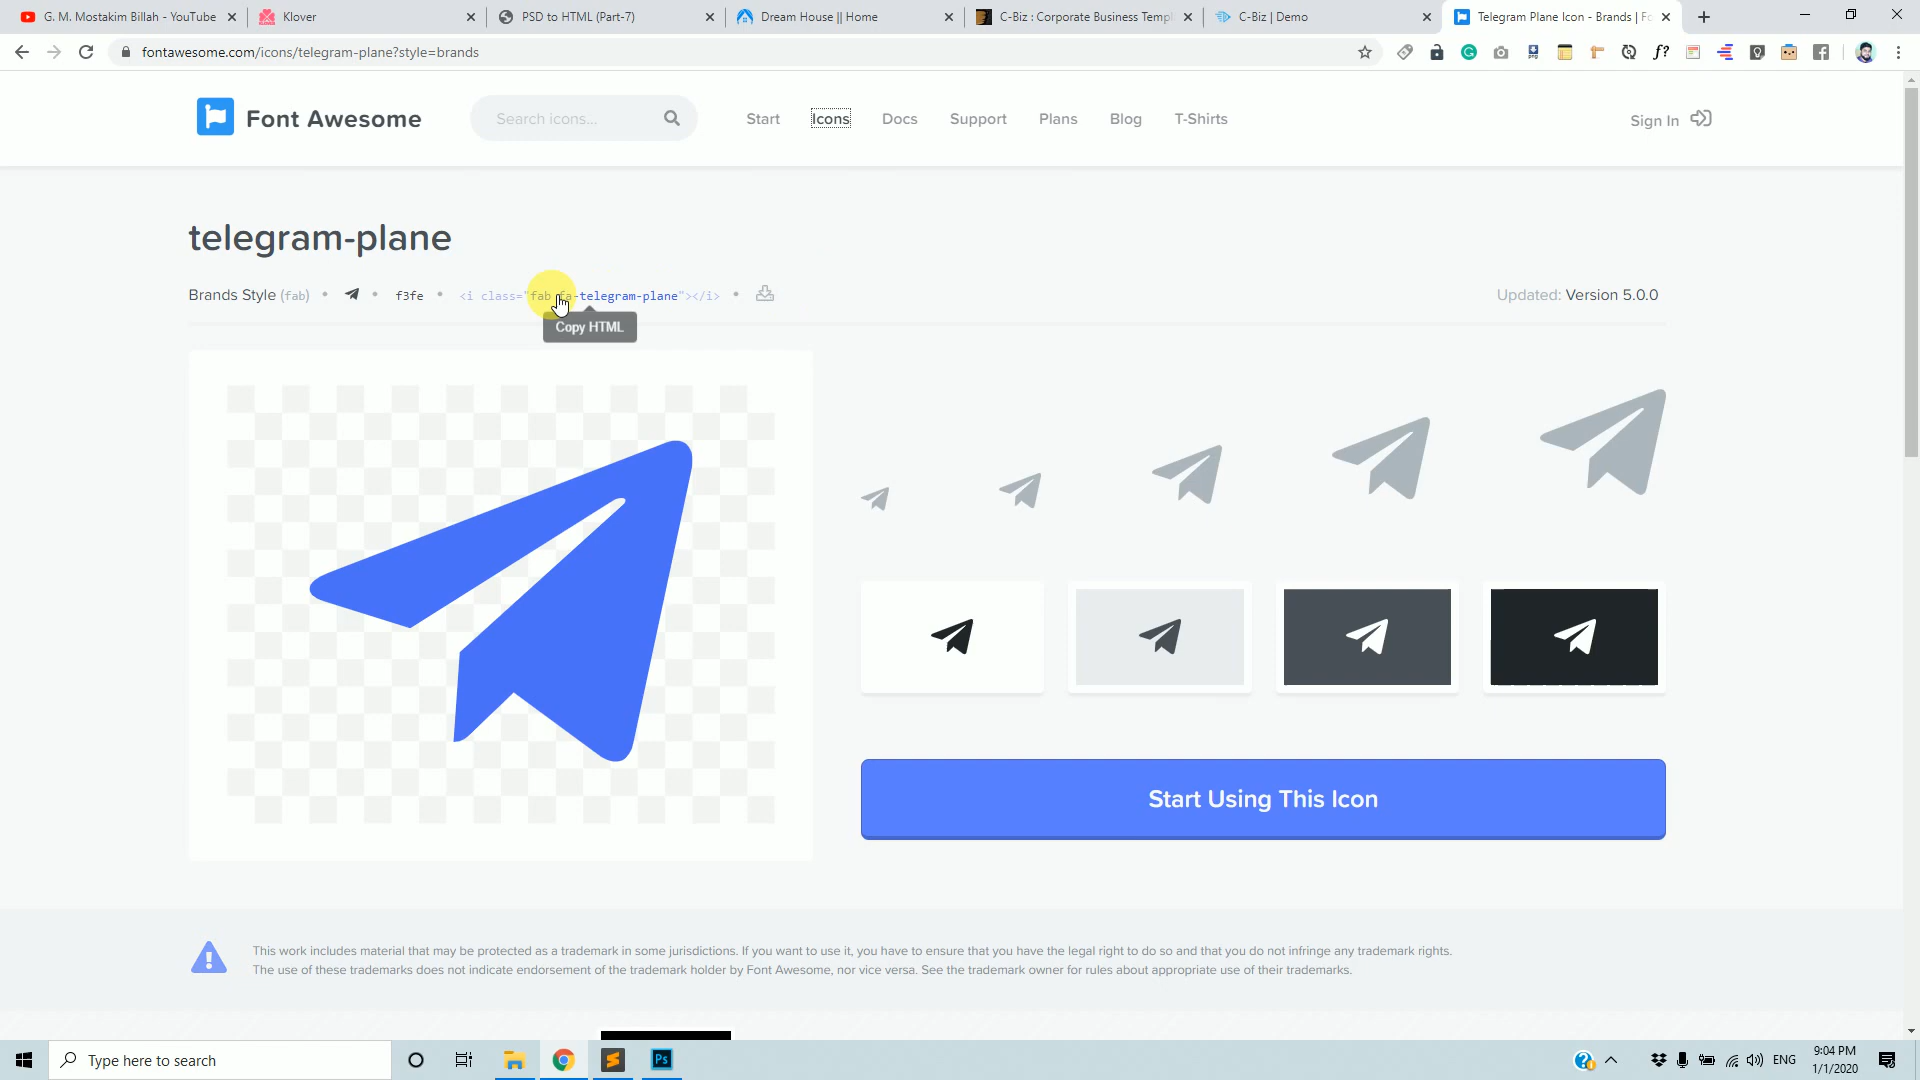 G. M. Mostakim Billah - YouTube
Klover
PSD to HTML (Part-7)
Dream House || Home
C-Biz : Corporate Business Templ
C-Biz | Demo
Telegram Plane Icon - Brands | Fo
fontawesome.com/icons/telegram-plane?style=brands
Font Awesome
Search icons...
Start
Icons
Docs
Support
Plans
Blog
T-Shirts
Sign In
telegram-plane
Brands Style (fab) • • f3fe • <i class="fab fa-telegram-plane"></i> •
Updated: Version 5.0.0
Copy HTML
Start Using This Icon
This work includes material that may be protected as a trademark in some jurisdictions. If you want to use it, you have to ensure that you have the legal right to do so and that you do not infringe any trademark rights.
The use of these trademarks does not indicate endorsement of the trademark holder by Font Awesome, nor vice versa. See the trademark owner for rules about appropriate use of their trademarks.
Type here to search
Ps
ENG
9:04 PM
1/1/2020